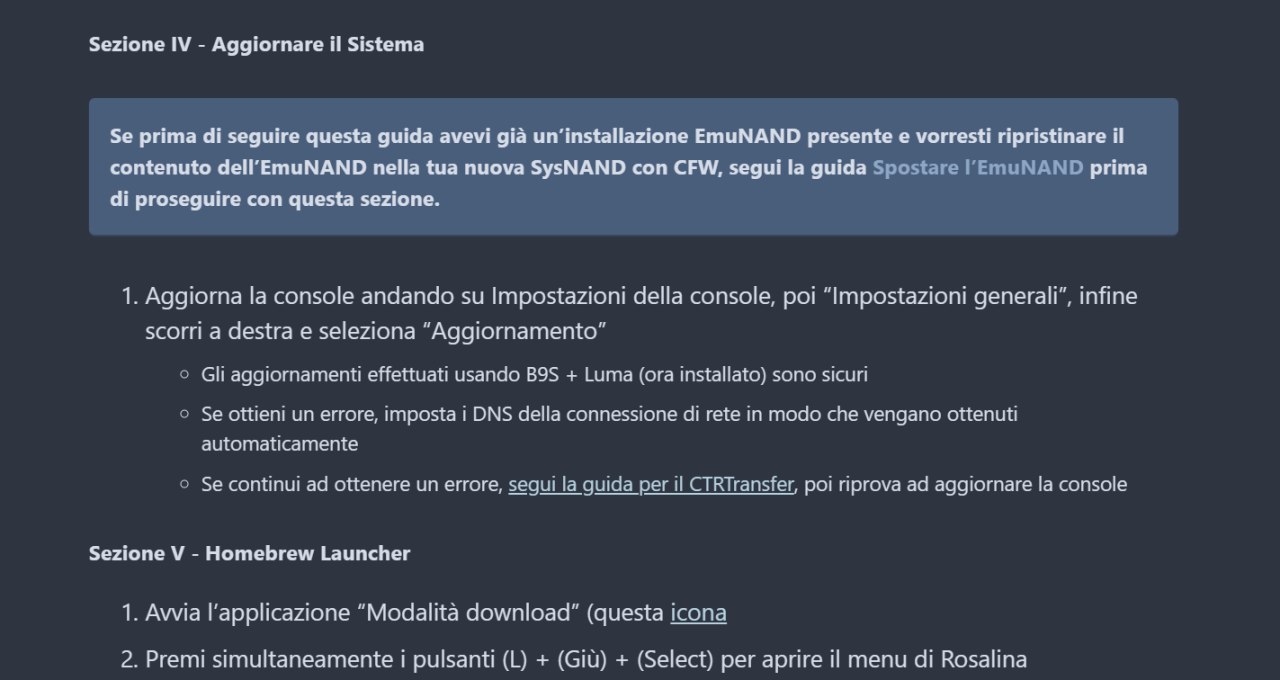 Sezione IV - Aggiornare il Sistema
Se prima di seguire questa guida avevi già un’installazione EmuNAND presente e vorresti ripristinare il
contenuto dell’EmuNAND nella tua nuova SysNAND con CFW, segui la guida Spostare l’EmuNAND prima
di proseguire con questa sezione.
1. Aggiorna la console andando su Impostazioni della console, poi “Impostazioni generali”, infine
scorri a destra e seleziona “Aggiornamento”
○ Gli aggiornamenti effettuati usando B9S + Luma (ora installato) sono sicuri
○ Se ottieni un errore, imposta i DNS della connessione di rete in modo che vengano ottenuti
automaticamente
○ Se continui ad ottenere un errore, segui la guida per il CTRTransfer, poi riprova ad aggiornare la console
Sezione V - Homebrew Launcher
1. Avvia l’applicazione “Modalità download” (questa icona
2. Premi simultaneamente i pulsanti (L) + (Giù) + (Select) per aprire il menu di Rosalina